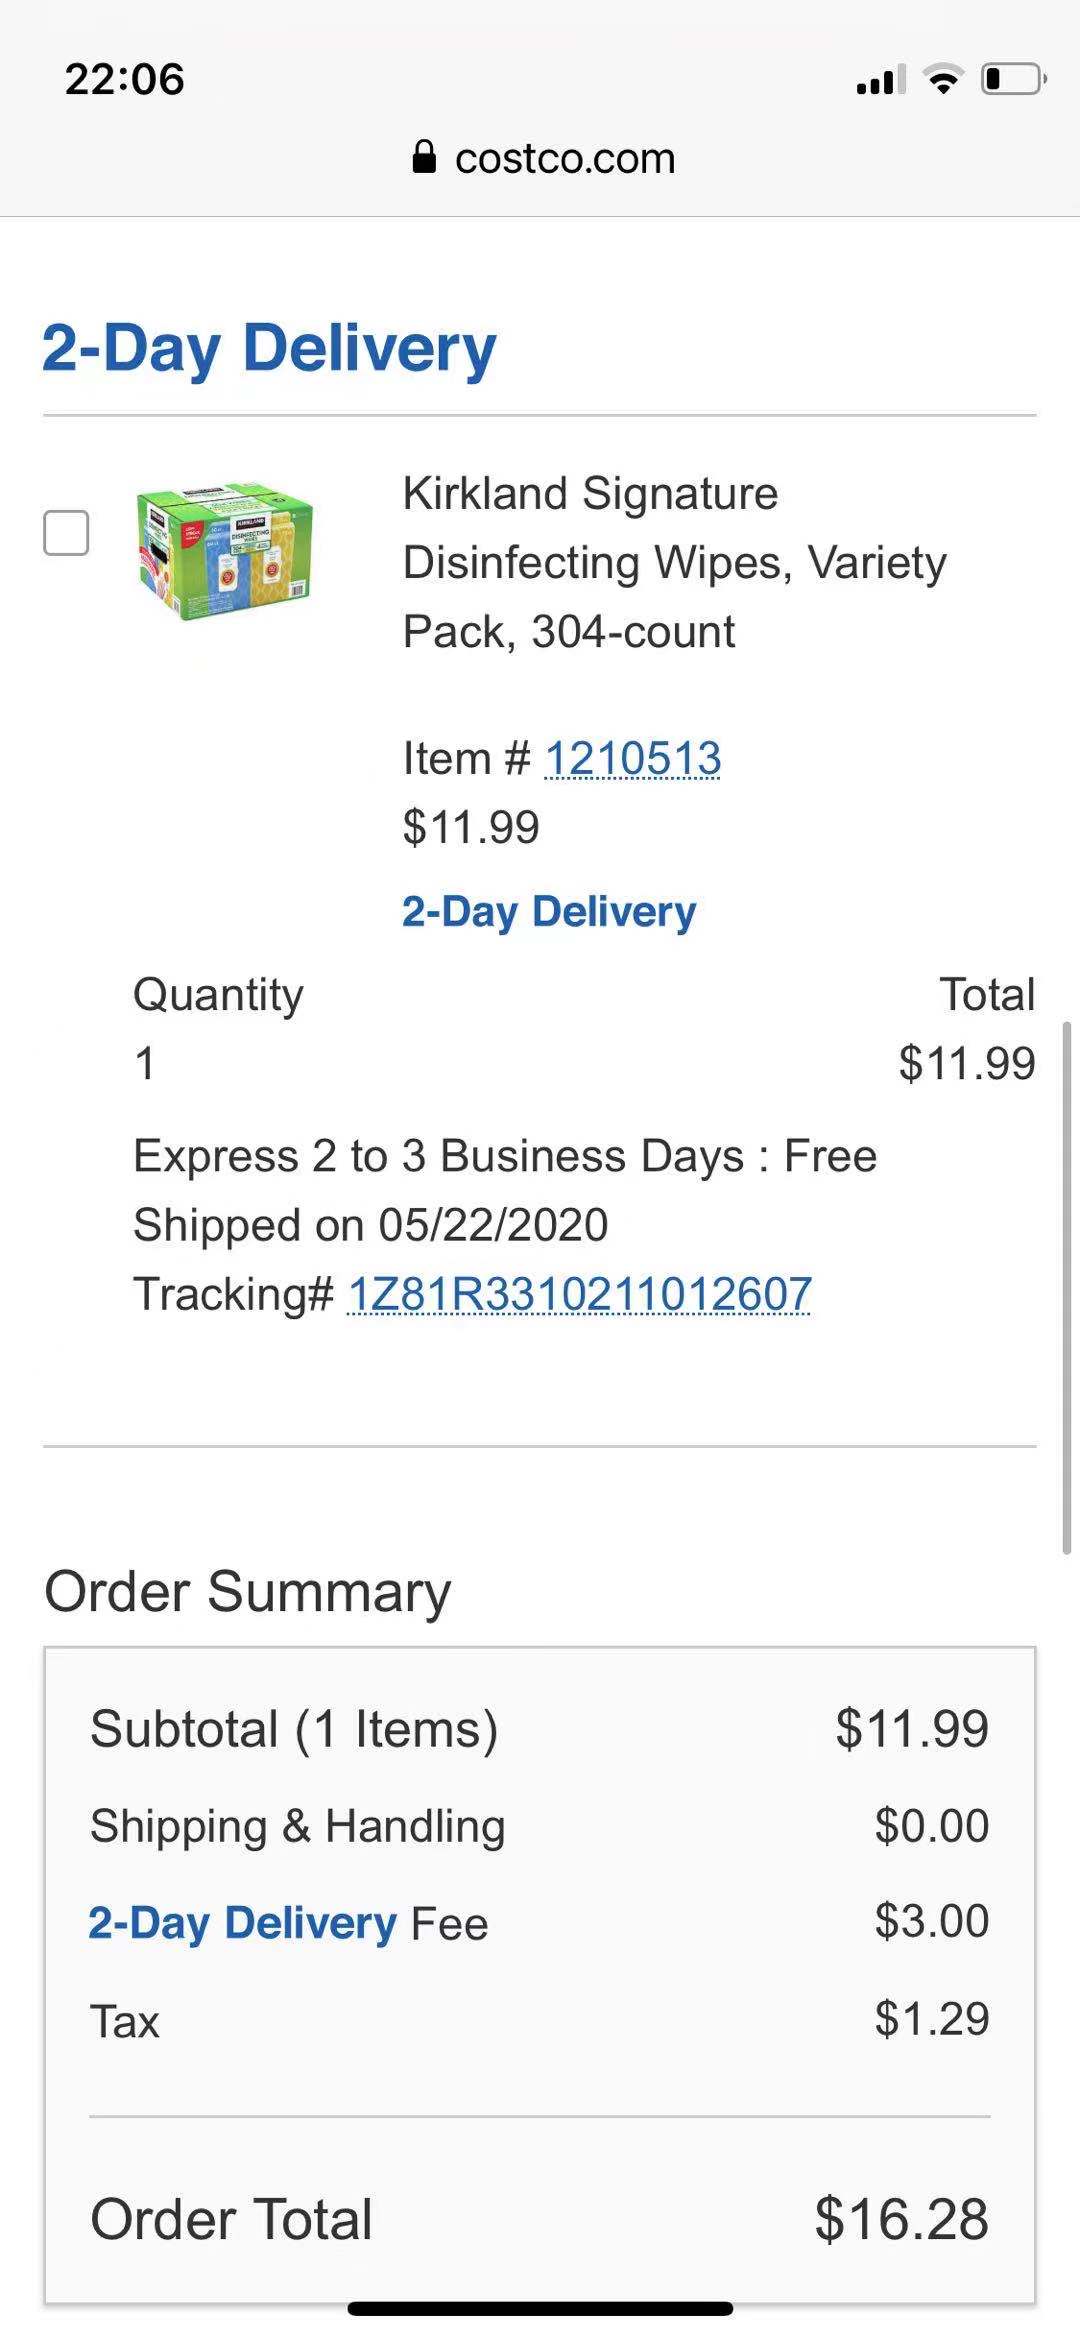 22:06
costco.com
2-Day Delivery
KIRKLAND
DISINFECTING
WIPES
Kirkland Signature
Disinfecting Wipes, Variety
Pack, 304-count
Item # 1210513
$11.99
2-Day Delivery
Quantity Total
1 $11.99
Express 2 to 3 Business Days : Free
Shipped on 05/22/2020
Tracking# 1Z81R3310211012607
Order Summary
Subtotal (1 Items) $11.99
Shipping & Handling $0.00
2-Day Delivery Fee $3.00
Tax $1.29
Order Total $16.28